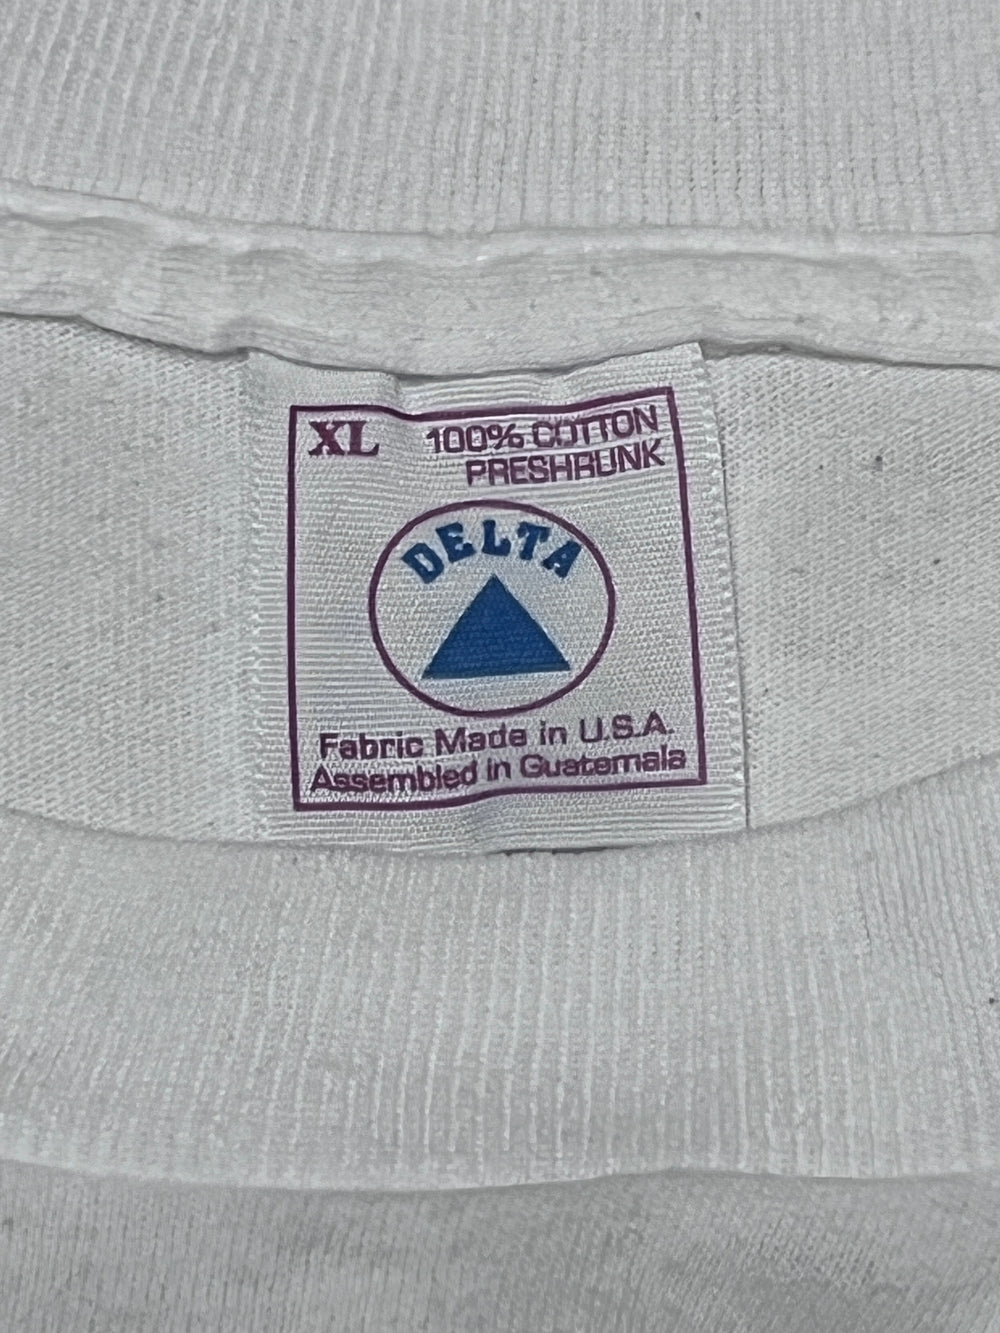 XL 100% COTTON
PRESHRUNK
DELTA
Fabric Made in U.S.A.
Assembled in Guatemala